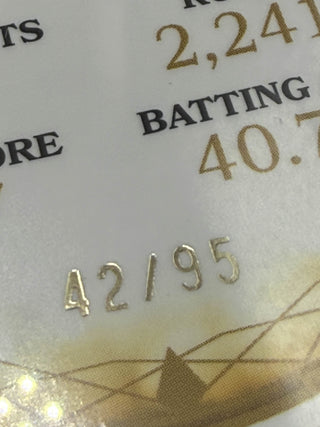 TS
2,241
BATTING
ORE
40.7
42/95